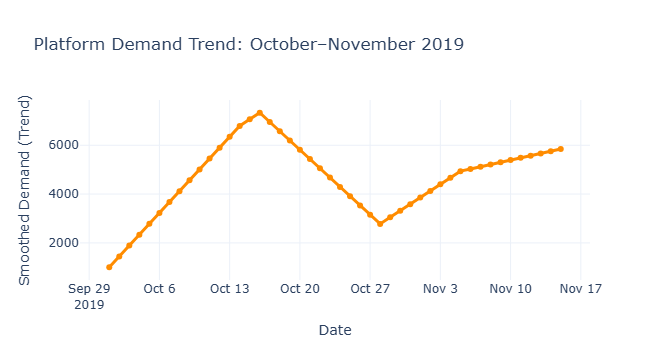 Platform Demand Trend: October–November 2019
Smoothed Demand (Trend)
6000
4000
2000
Sep 29 Oct 6 Oct 13 Oct 20 Oct 27 Nov 3 Nov 10 Nov 17
2019
Date